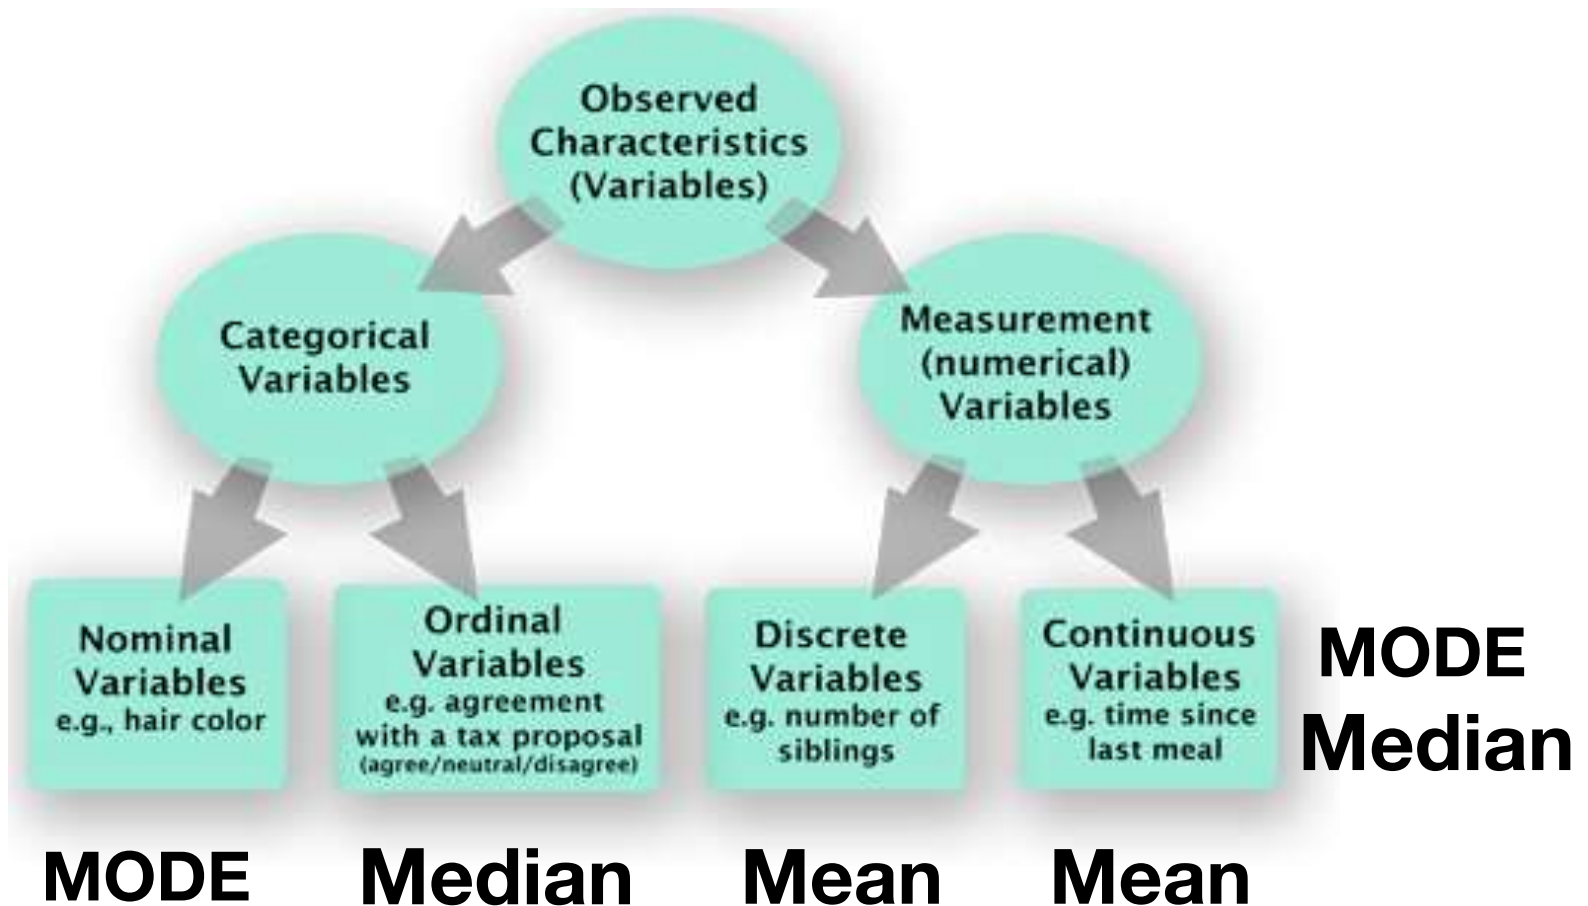 Observed
Characteristics
(Variables)
Categorical
Variables
Measurement
(numerical)
Variables
Nominal
Variables
e.g., hair color
Ordinal
Variables
e.g. agreement
with a tax proposal
(agree/neutral/disagree)
Discrete
Variables
e.g. number of
siblings
Continuous
Variables
e.g. time since
last meal
MODE
Median
MODE
Median
Mean
Mean